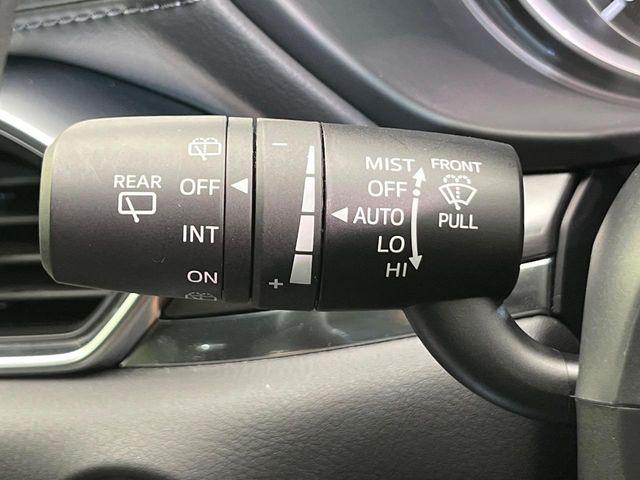 REAR
OFF
INT
ON
−
+
MIST
OFF
AUTO
LO
HI
FRONT
PULL